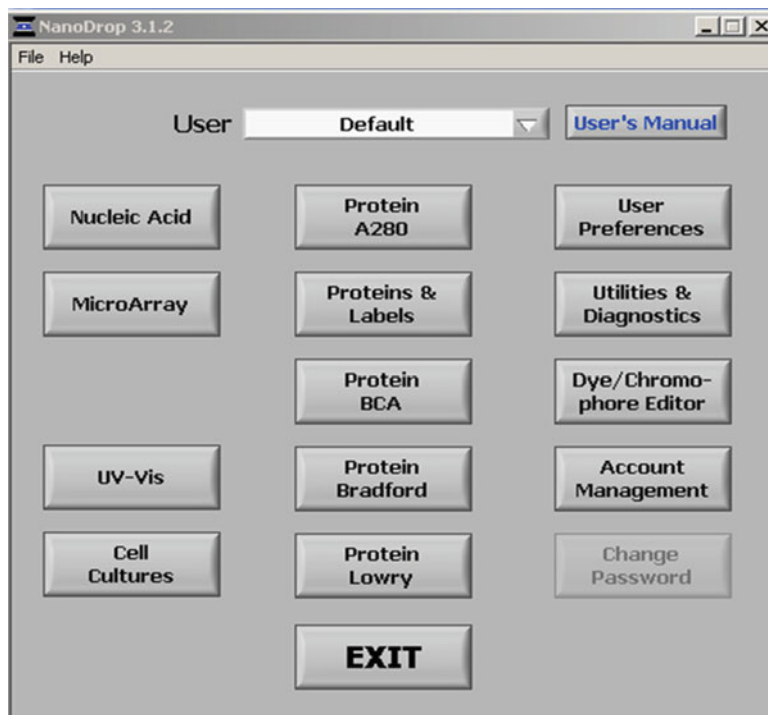 NanoDrop 3.1.2
File Help
User Default User's Manual
Nucleic Acid
Protein
A280
User
Preferences
MicroArray
Proteins &
Labels
Utilities &
Diagnostics
Protein
BCA
Dye/Chromo-
phore Editor
UV-Vis
Protein
Bradford
Account
Management
Cell
Cultures
Protein
Lowry
Change
Password
EXIT